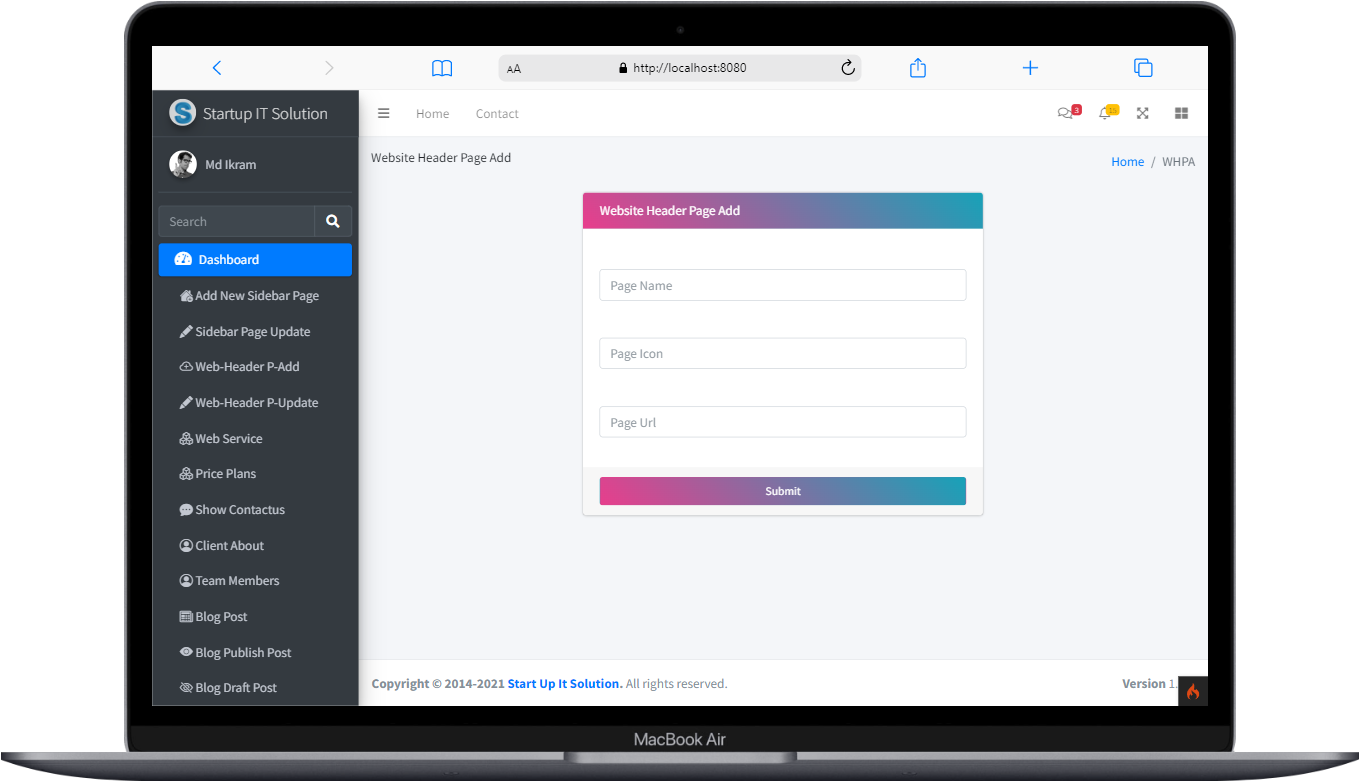 AA http://localhost:8080
Startup IT Solution
Home Contact
3
15
Md Ikram
Website Header Page Add
Home / WHPA
Search
Dashboard
Add New Sidebar Page
Sidebar Page Update
Web-Header P-Add
Web-Header P-Update
Web Service
Price Plans
Show Contactus
Client About
Team Members
Blog Post
Blog Publish Post
Blog Draft Post
Website Header Page Add
Page Name
Page Icon
Page Url
Submit
Copyright © 2014-2021 Start Up It Solution. All rights reserved.
Version 1.
MacBook Air